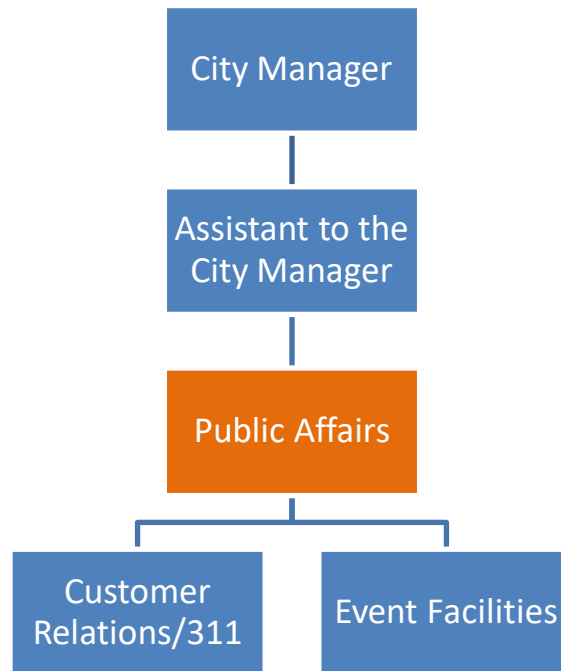 City Manager
Assistant to the
City Manager
Public Affairs
Customer
Relations/311
Event Facilities